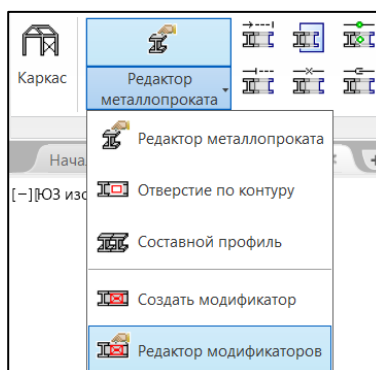 Каркас
Редактор
металлопроката
Нача
[−][ЮЗ изо
Редактор металлопроката
Отверстие по контуру
Составной профиль
Создать модификатор
Редактор модификаторов